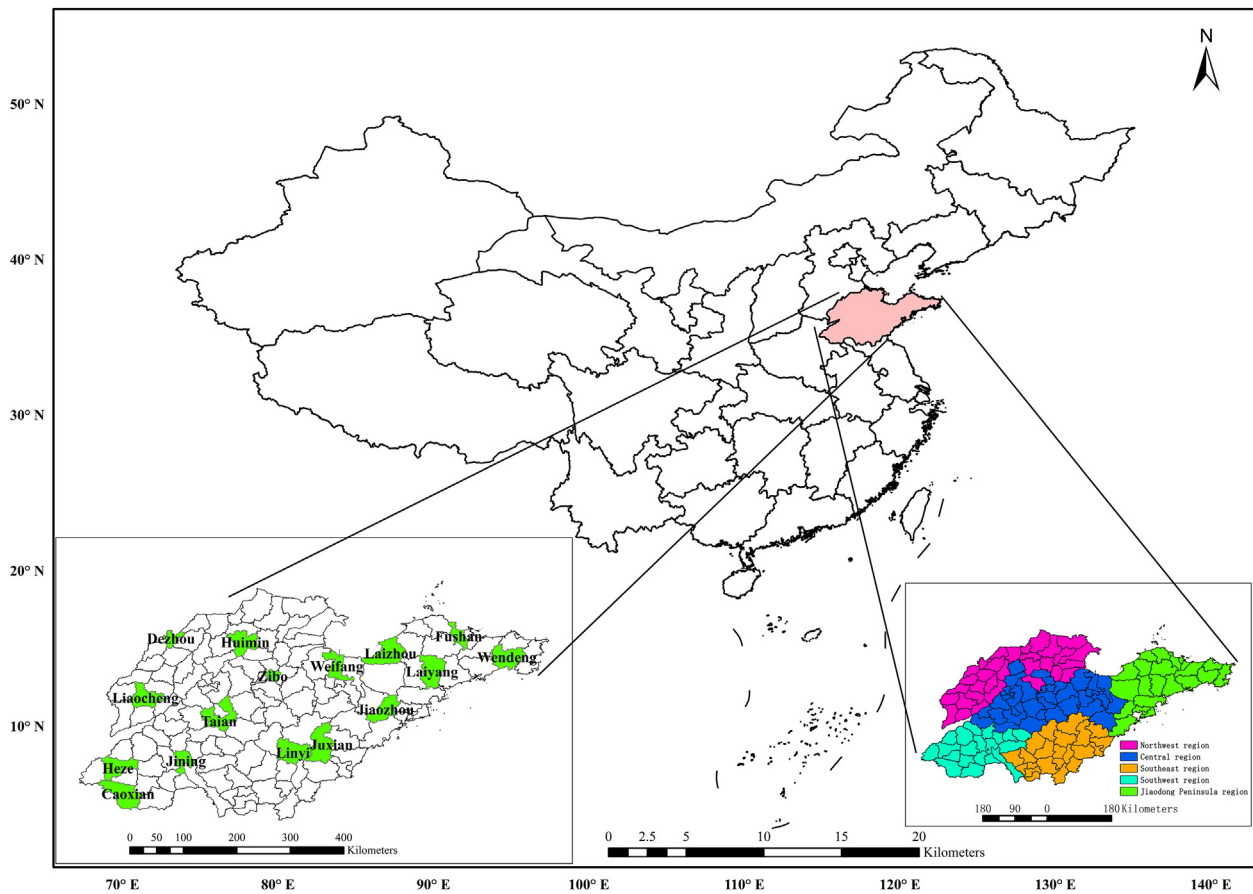 N
50° N
40° N
30° N
20° N
10° N
Dezhou
Huimin
Zibo
Weifang
Laizhou
Fushan
Wendeng
Laiyang
Liaocheng
Taian
Jiaozhou
Juxian
Linyi
Jining
Heze
Caoxian
0 50 100 200 300 400
Kilometers
0 2.5 5 10 15 20
Kilometers
Northwest region
Central region
Southeast region
Southwest region
Jiaodong Peninsula region
180 90 0 180 Kilometers
70° E 80° E 90° E 100° E 110° E 120° E 130° E 140° E